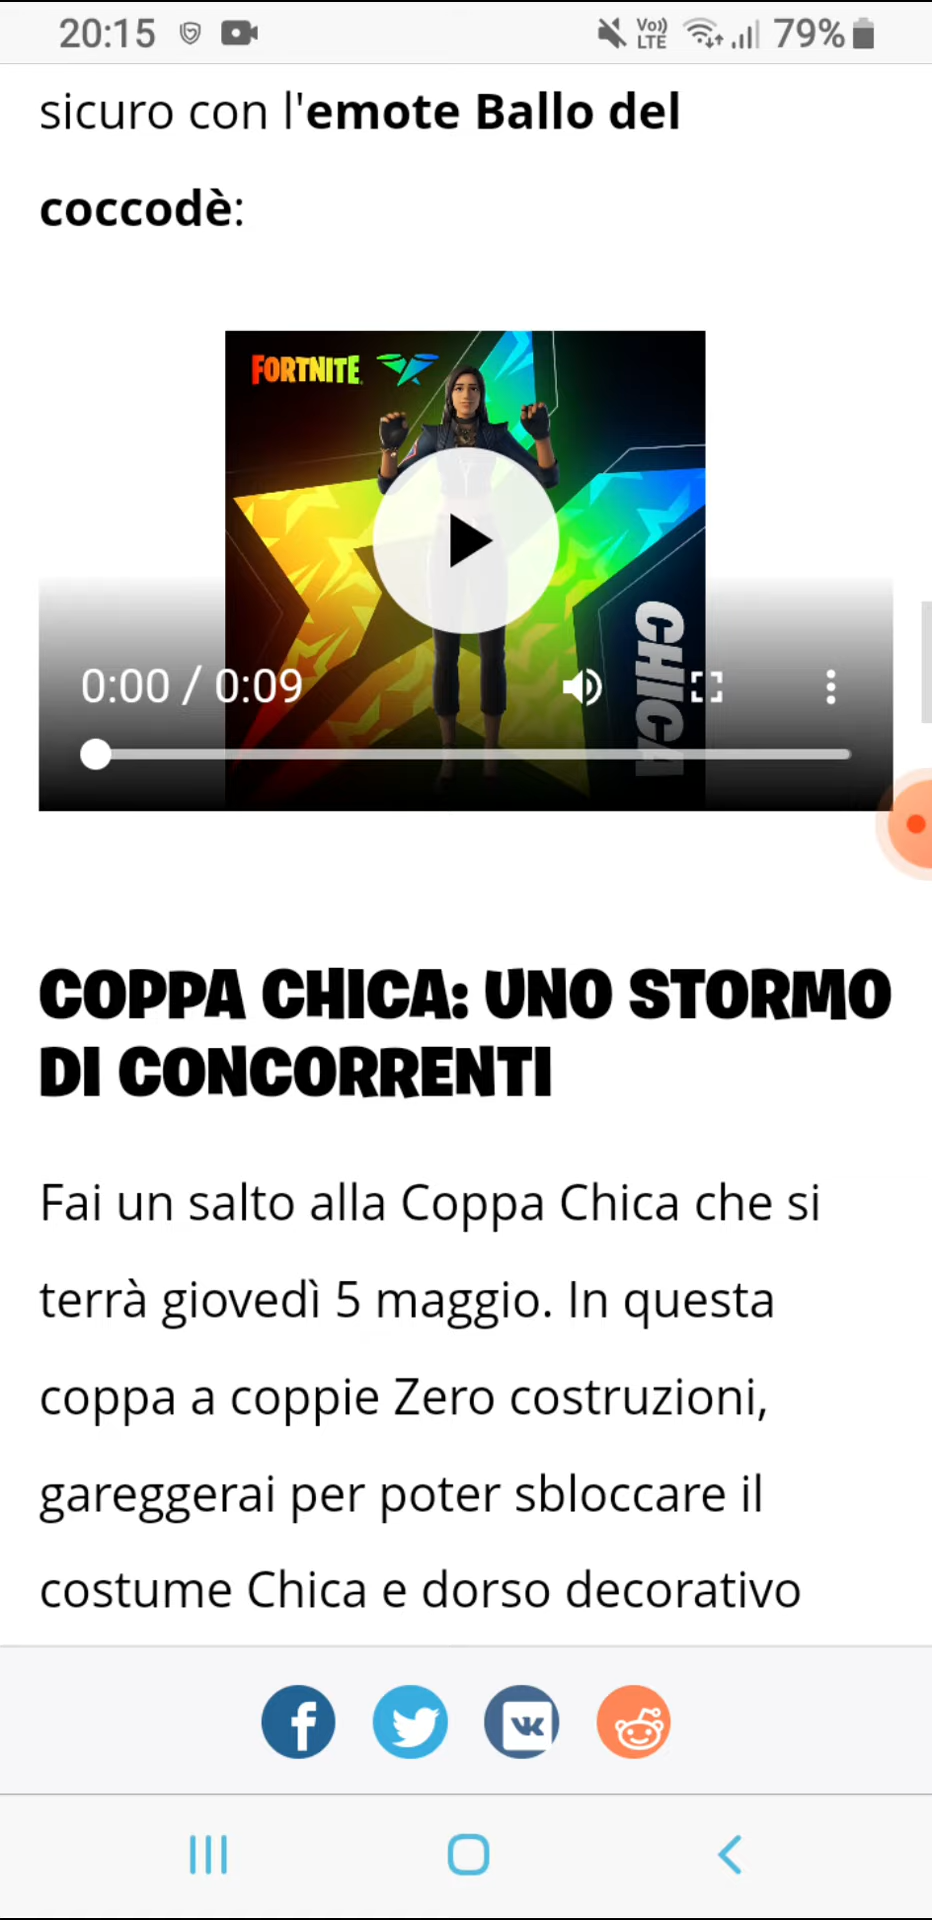 20:15
Vo)) LTE 79%
sicuro con l'emote Ballo del
coccodè:
FORTNITE
CHICA
0:00 / 0:09
COPPA CHICA: UNO STORMO
DI CONCORRENTI
Fai un salto alla Coppa Chica che si
terrà giovedì 5 maggio. In questa
coppa a coppie Zero costruzioni,
gareggerai per poter sbloccare il
costume Chica e dorso decorativo